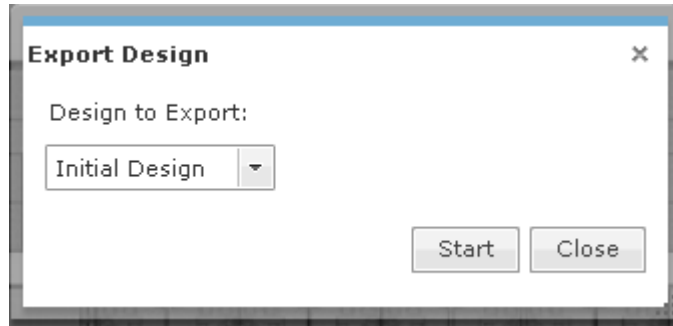 Export Design
Design to Export:
Initial Design
Start Close